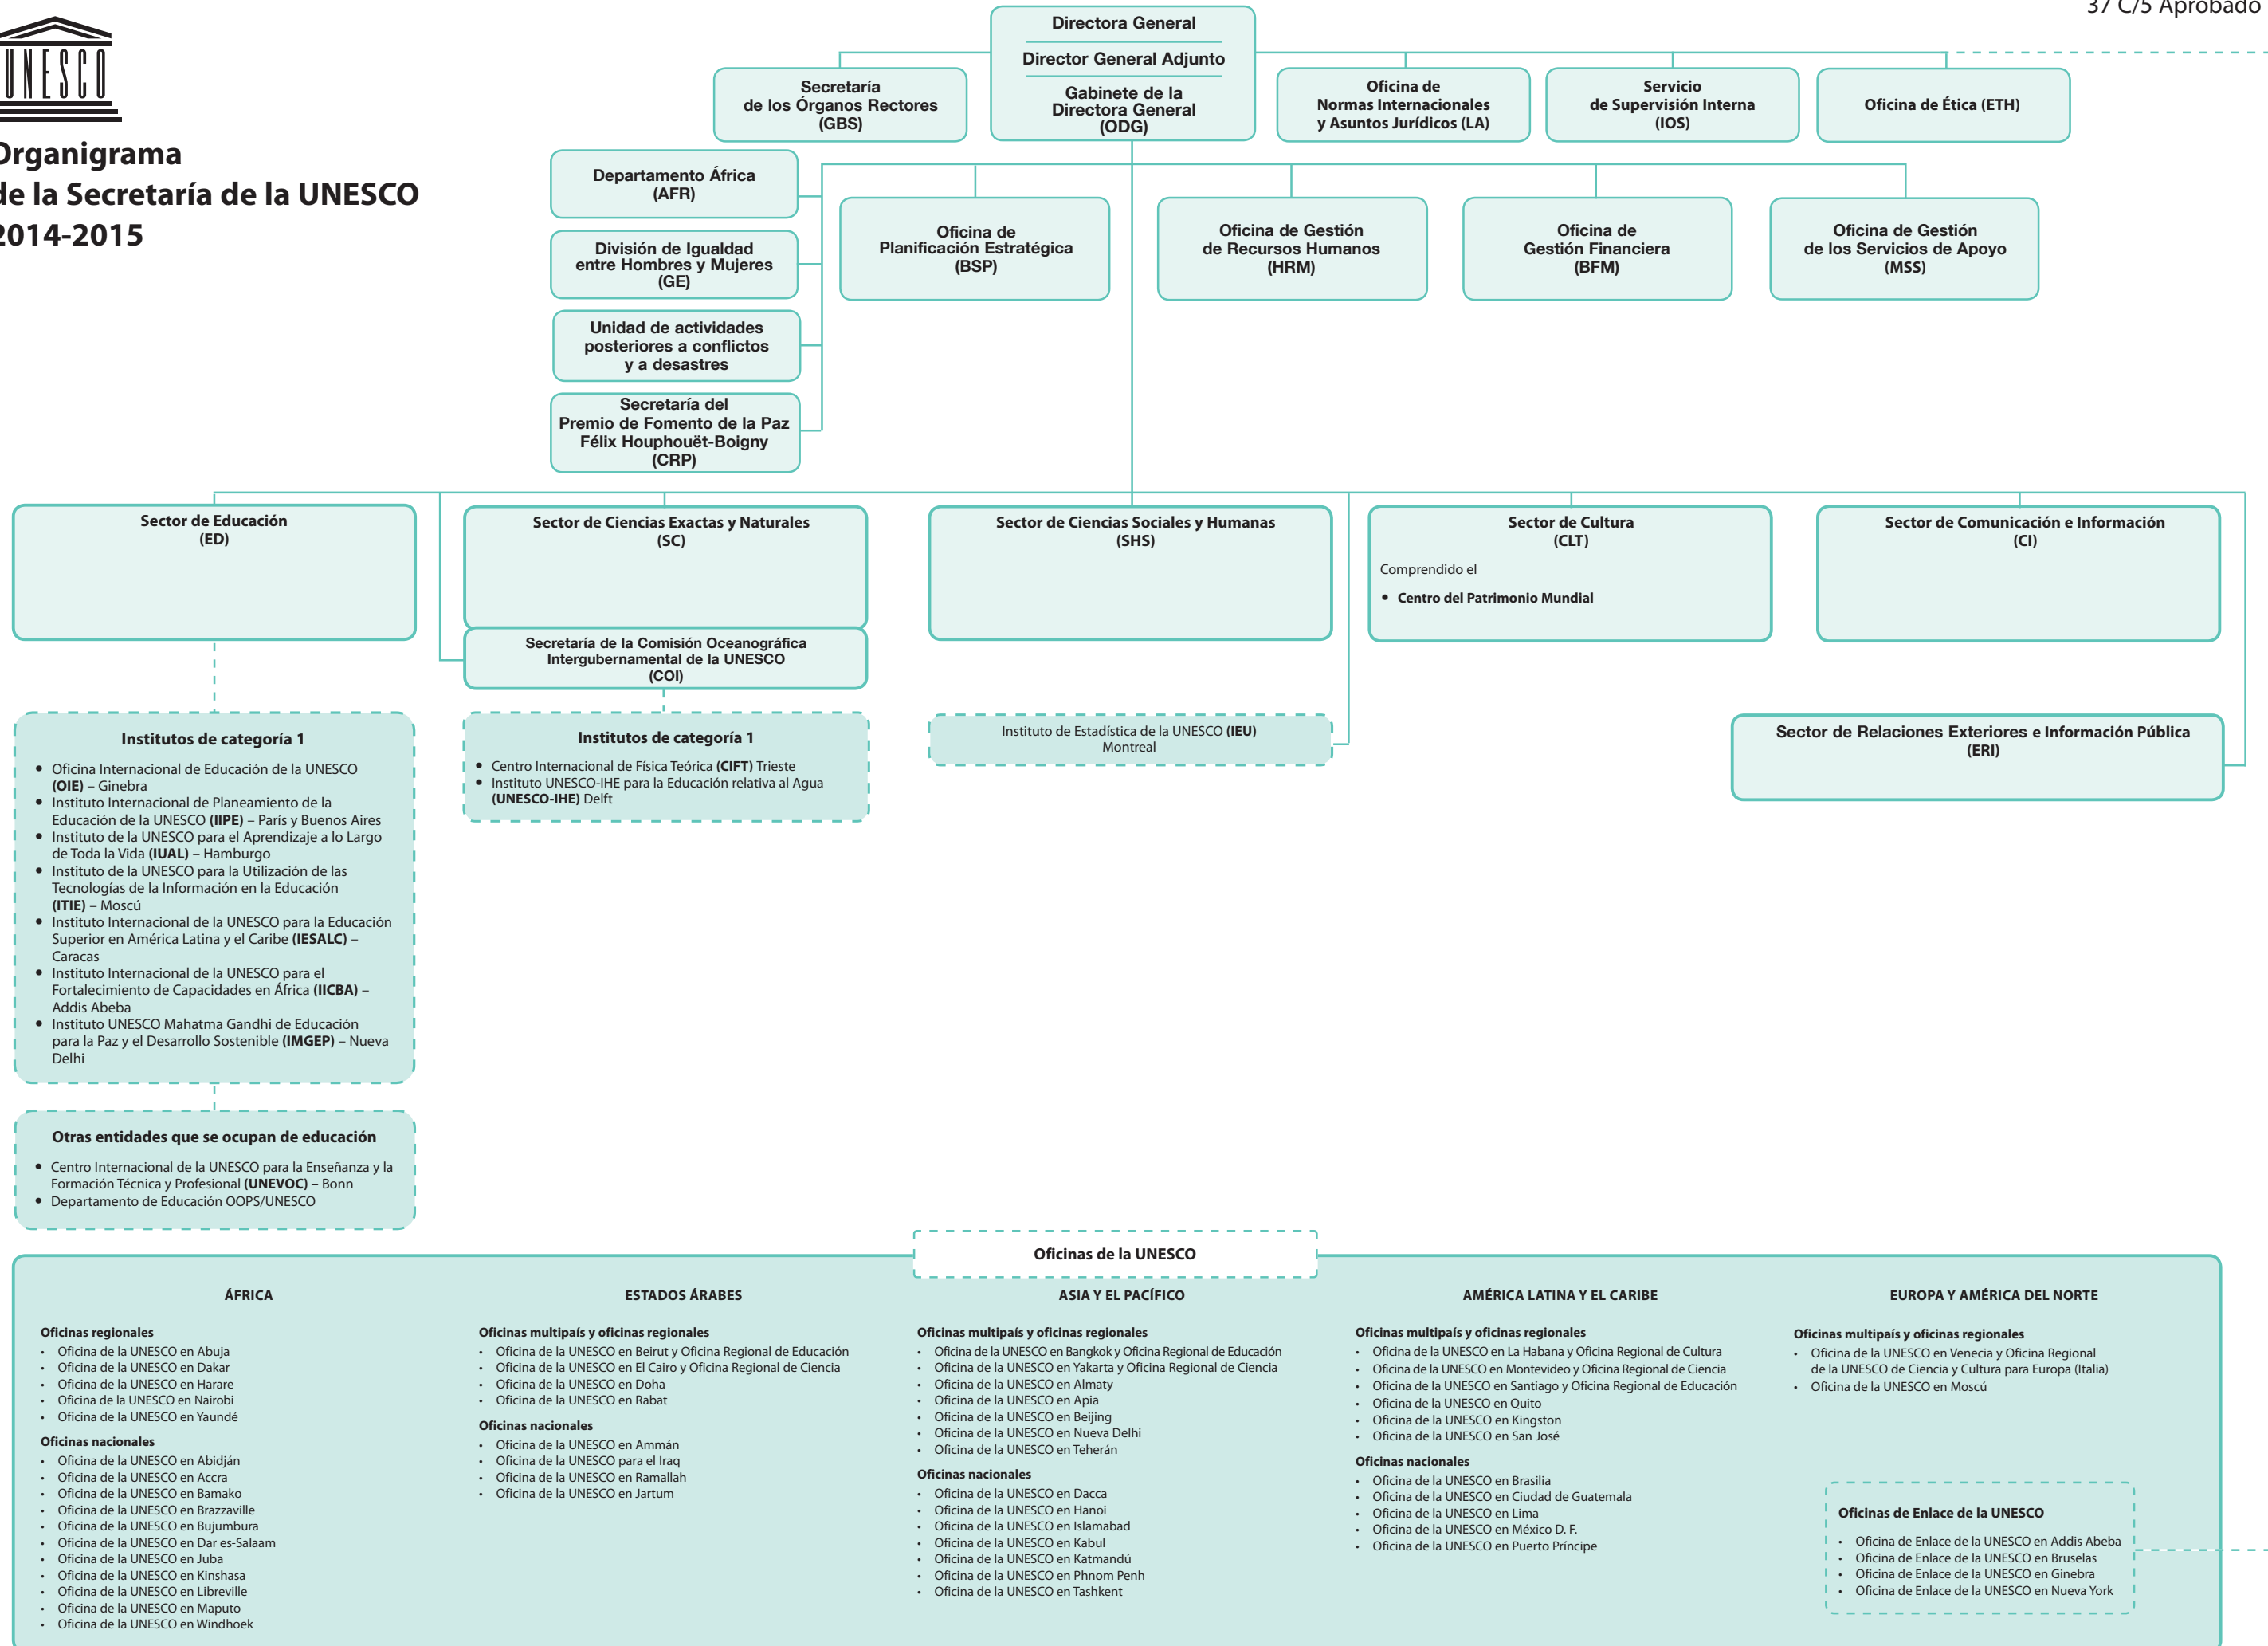 37 C/5 Aprobado
UNESCO
Organigrama
de la Secretaría de la UNESCO
2014-2015
Directora General
Director General Adjunto
Gabinete de la
Directora General
(ODG)
Secretaría
de los Órganos Rectores
(GBS)
Oficina de
Normas Internacionales
y Asuntos Jurídicos (LA)
Servicio
de Supervisión Interna
(IOS)
Oficina de Ética (ETH)
Departamento África
(AFR)
División de Igualdad
entre Hombres y Mujeres
(GE)
Unidad de actividades
posteriores a conflictos
y a desastres
Secretaría del
Premio de Fomento de la Paz
Félix Houphouët-Boigny
(CRP)
Oficina de
Planificación Estratégica
(BSP)
Oficina de Gestión
de Recursos Humanos
(HRM)
Oficina de
Gestión Financiera
(BFM)
Oficina de Gestión
de los Servicios de Apoyo
(MSS)
Sector de Educación
(ED)
Sector de Ciencias Exactas y Naturales
(SC)
Secretaría de la Comisión Oceanográfica
Intergubernamental de la UNESCO
(COI)
Sector de Ciencias Sociales y Humanas
(SHS)
Sector de Cultura
(CLT)
Comprendido el
• Centro del Patrimonio Mundial
Sector de Comunicación e Información
(CI)
Institutos de categoría 1
• Oficina Internacional de Educación de la UNESCO
(OIE) – Ginebra
• Instituto Internacional de Planeamiento de la
Educación de la UNESCO (IIPE) – París y Buenos Aires
• Instituto de la UNESCO para el Aprendizaje a lo Largo
de Toda la Vida (IUAL) – Hamburgo
• Instituto de la UNESCO para la Utilización de las
Tecnologías de la Información en la Educación
(ITIE) – Moscú
• Instituto Internacional de la UNESCO para la Educación
Superior en América Latina y el Caribe (IESALC) –
Caracas
• Instituto Internacional de la UNESCO para el
Fortalecimiento de Capacidades en África (IICBA) –
Addis Abeba
• Instituto UNESCO Mahatma Gandhi de Educación
para la Paz y el Desarrollo Sostenible (IMGEP) – Nueva
Delhi
Institutos de categoría 1
• Centro Internacional de Física Teórica (CIFT) Trieste
• Instituto UNESCO-IHE para la Educación relativa al Agua
(UNESCO-IHE) Delft
Instituto de Estadística de la UNESCO (IEU)
Montreal
Sector de Relaciones Exteriores e Información Pública
(ERI)
Otras entidades que se ocupan de educación
• Centro Internacional de la UNESCO para la Enseñanza y la
Formación Técnica y Profesional (UNEVOC) – Bonn
• Departamento de Educación OOPS/UNESCO
Oficinas de la UNESCO
ÁFRICA
Oficinas regionales
• Oficina de la UNESCO en Abuja
• Oficina de la UNESCO en Dakar
• Oficina de la UNESCO en Harare
• Oficina de la UNESCO en Nairobi
• Oficina de la UNESCO en Yaundé
Oficinas nacionales
• Oficina de la UNESCO en Abidján
• Oficina de la UNESCO en Accra
• Oficina de la UNESCO en Bamako
• Oficina de la UNESCO en Brazzaville
• Oficina de la UNESCO en Bujumbura
• Oficina de la UNESCO en Dar es-Salaam
• Oficina de la UNESCO en Juba
• Oficina de la UNESCO en Kinshasa
• Oficina de la UNESCO en Libreville
• Oficina de la UNESCO en Maputo
• Oficina de la UNESCO en Windhoek
ESTADOS ÁRABES
Oficinas multipaís y oficinas regionales
• Oficina de la UNESCO en Beirut y Oficina Regional de Educación
• Oficina de la UNESCO en El Cairo y Oficina Regional de Ciencia
• Oficina de la UNESCO en Doha
• Oficina de la UNESCO en Rabat
Oficinas nacionales
• Oficina de la UNESCO en Ammán
• Oficina de la UNESCO para el Iraq
• Oficina de la UNESCO en Ramallah
• Oficina de la UNESCO en Jartum
ASIA Y EL PACÍFICO
Oficinas multipaís y oficinas regionales
• Oficina de la UNESCO en Bangkok y Oficina Regional de Educación
• Oficina de la UNESCO en Yakarta y Oficina Regional de Ciencia
• Oficina de la UNESCO en Almaty
• Oficina de la UNESCO en Apia
• Oficina de la UNESCO en Beijing
• Oficina de la UNESCO en Nueva Delhi
• Oficina de la UNESCO en Teherán
Oficinas nacionales
• Oficina de la UNESCO en Dacca
• Oficina de la UNESCO en Hanoi
• Oficina de la UNESCO en Islamabad
• Oficina de la UNESCO en Kabul
• Oficina de la UNESCO en Katmandú
• Oficina de la UNESCO en Phnom Penh
• Oficina de la UNESCO en Tashkent
AMÉRICA LATINA Y EL CARIBE
Oficinas multipaís y oficinas regionales
• Oficina de la UNESCO en La Habana y Oficina Regional de Cultura
• Oficina de la UNESCO en Montevideo y Oficina Regional de Ciencia
• Oficina de la UNESCO en Santiago y Oficina Regional de Educación
• Oficina de la UNESCO en Quito
• Oficina de la UNESCO en Kingston
• Oficina de la UNESCO en San José
Oficinas nacionales
• Oficina de la UNESCO en Brasilia
• Oficina de la UNESCO en Ciudad de Guatemala
• Oficina de la UNESCO en Lima
• Oficina de la UNESCO en México D. F.
• Oficina de la UNESCO en Puerto Príncipe
EUROPA Y AMÉRICA DEL NORTE
Oficinas multipaís y oficinas regionales
• Oficina de la UNESCO en Venecia y Oficina Regional
de la UNESCO de Ciencia y Cultura para Europa (Italia)
• Oficina de la UNESCO en Moscú
Oficinas de Enlace de la UNESCO
• Oficina de Enlace de la UNESCO en Addis Abeba
• Oficina de Enlace de la UNESCO en Bruselas
• Oficina de Enlace de la UNESCO en Ginebra
• Oficina de Enlace de la UNESCO en Nueva York